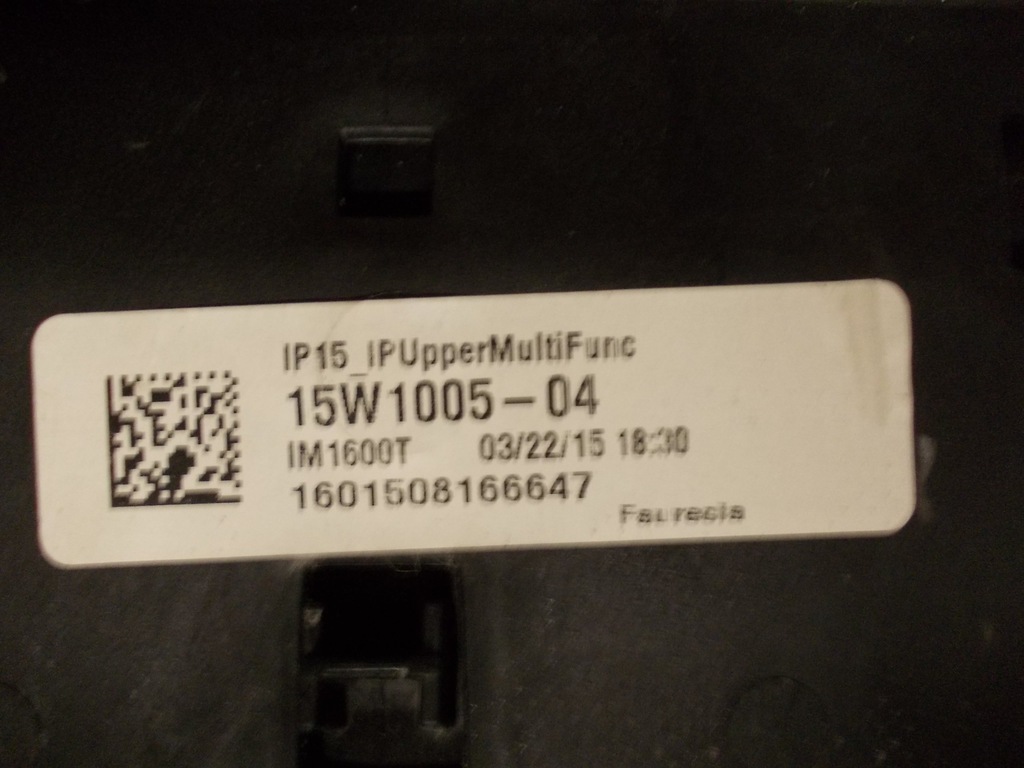 IP15_IPUpperMultiFunc
15W1005-04
IM1600T 03/22/15 18:30
1601508166647
Faurecia